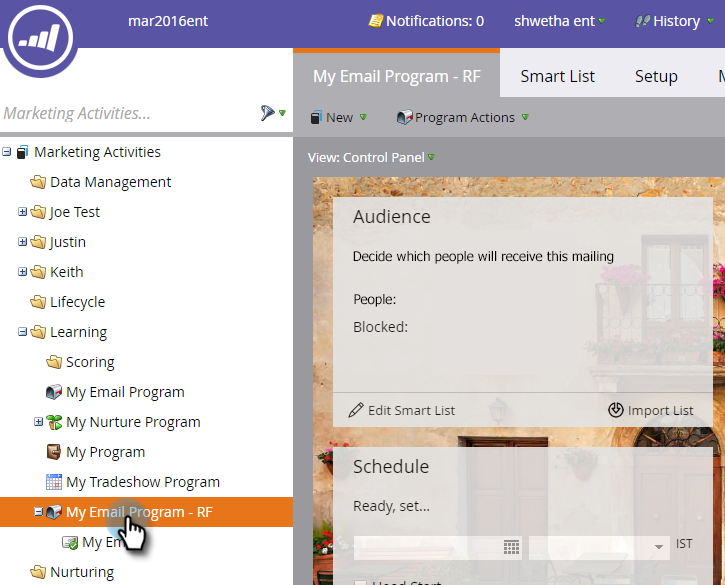 mar2016ent
Notifications: 0
shwetha ent
History
My Email Program - RF
Smart List
Setup
Marketing Activities...
New
Program Actions
View: Control Panel
Marketing Activities
Data Management
Joe Test
Justin
Keith
Lifecycle
Learning
Scoring
My Email Program
My Nurture Program
My Program
My Tradeshow Program
My Email Program - RF
My Em
Nurturing
Audience
Decide which people will receive this mailing
People:
Blocked:
Edit Smart List
Import List
Schedule
Ready, set...
IST
Head Start